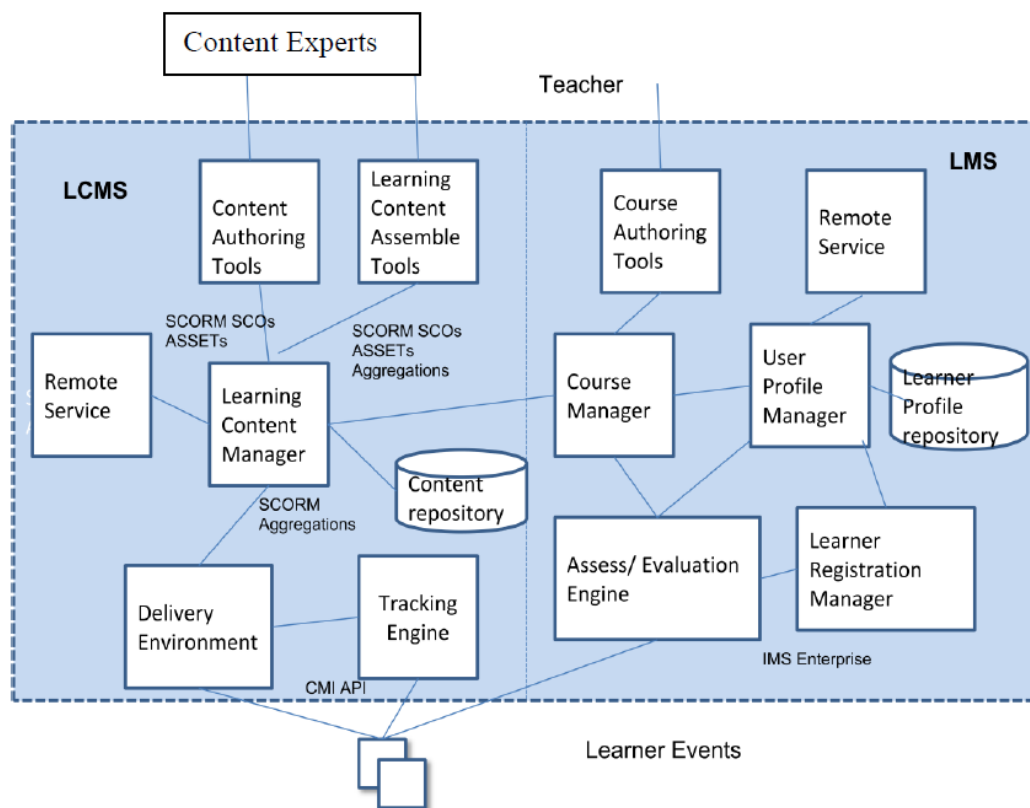 Content Experts
Teacher
LCMS
LMS
Content
Authoring
Tools
Learning
Content
Assemble
Tools
Course
Authoring
Tools
Remote
Service
SCORM SCOs
ASSETs
SCORM SCOs
ASSETs
Aggregations
Remote
Service
Learning
Content
Manager
Course
Manager
User
Profile
Manager
Learner
Profile
repository
Content
repository
SCORM
Aggregations
Delivery
Environment
Tracking
Engine
Assess/ Evaluation
Engine
Learner
Registration
Manager
IMS Enterprise
CMI API
Learner Events